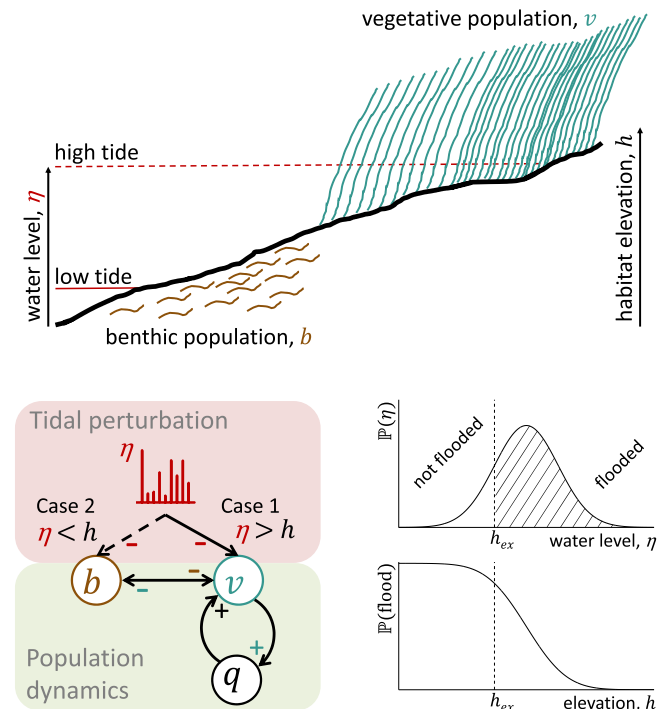 vegetative population, v
high tide
water level, η
low tide
benthic population, b
habitat elevation, h
Tidal perturbation
η
Case 2
η < h
Case 1
η > h
-
-
b
-
-
v
+
+
q
Population
dynamics
ℙ(η)
not flooded
flooded
h_ex
water level, η
ℙ(flood)
h_ex
elevation, h